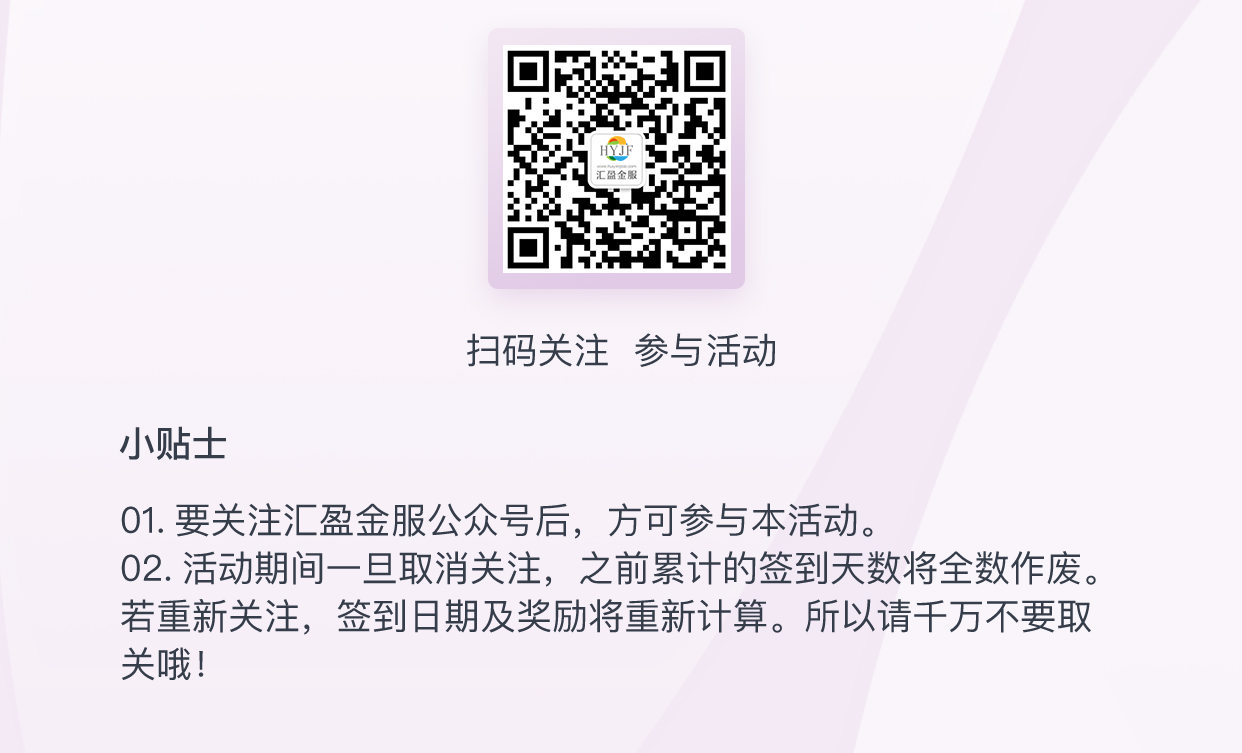 HYJF
汇盈金服
扫码关注 参与活动
小贴士
01. 要关注汇盈金服公众号后，方可参与本活动。
02. 活动期间一旦取消关注，之前累计的签到天数将全数作废。
若重新关注，签到日期及奖励将重新计算。所以请千万不要取
关哦！